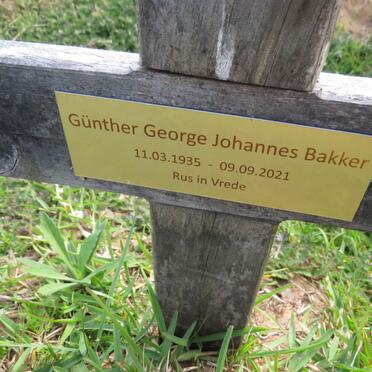 Günther George Johannes Bakker
11.03.1935 - 09.09.2021
Rus in Vrede